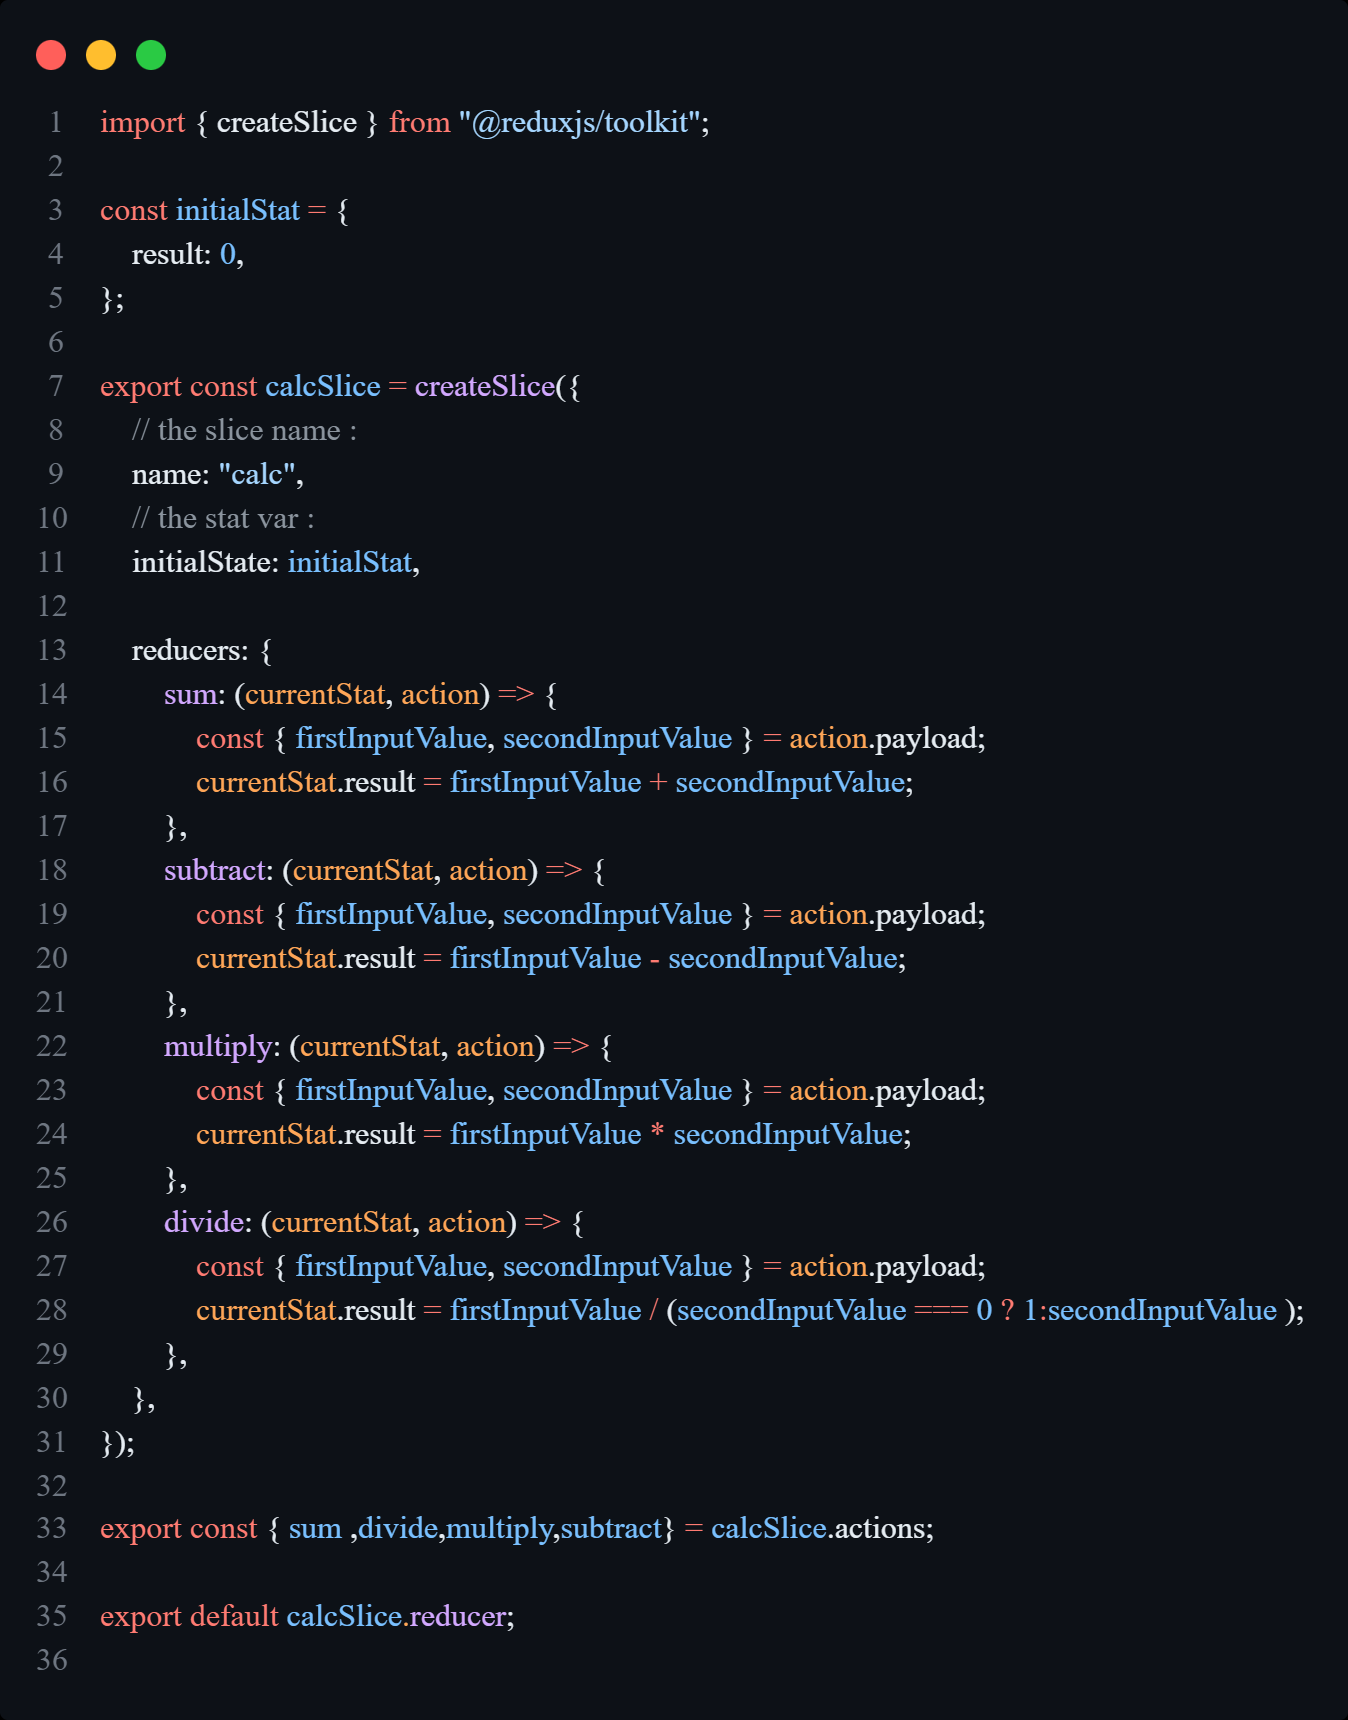 1 import { createSlice } from "@reduxjs/toolkit";
2
3 const initialStat = {
4     result: 0,
5 };
6
7 export const calcSlice = createSlice({
8     // the slice name :
9     name: "calc",
10     // the stat var :
11     initialState: initialStat,
12
13     reducers: {
14         sum: (currentStat, action) => {
15             const { firstInputValue, secondInputValue } = action.payload;
16             currentStat.result = firstInputValue + secondInputValue;
17         },
18         subtract: (currentStat, action) => {
19             const { firstInputValue, secondInputValue } = action.payload;
20             currentStat.result = firstInputValue - secondInputValue;
21         },
22         multiply: (currentStat, action) => {
23             const { firstInputValue, secondInputValue } = action.payload;
24             currentStat.result = firstInputValue * secondInputValue;
25         },
26         divide: (currentStat, action) => {
27             const { firstInputValue, secondInputValue } = action.payload;
28             currentStat.result = firstInputValue / (secondInputValue === 0 ? 1:secondInputValue );
29         },
30     },
31 });
32
33 export const { sum ,divide,multiply,subtract} = calcSlice.actions;
34
35 export default calcSlice.reducer;
36